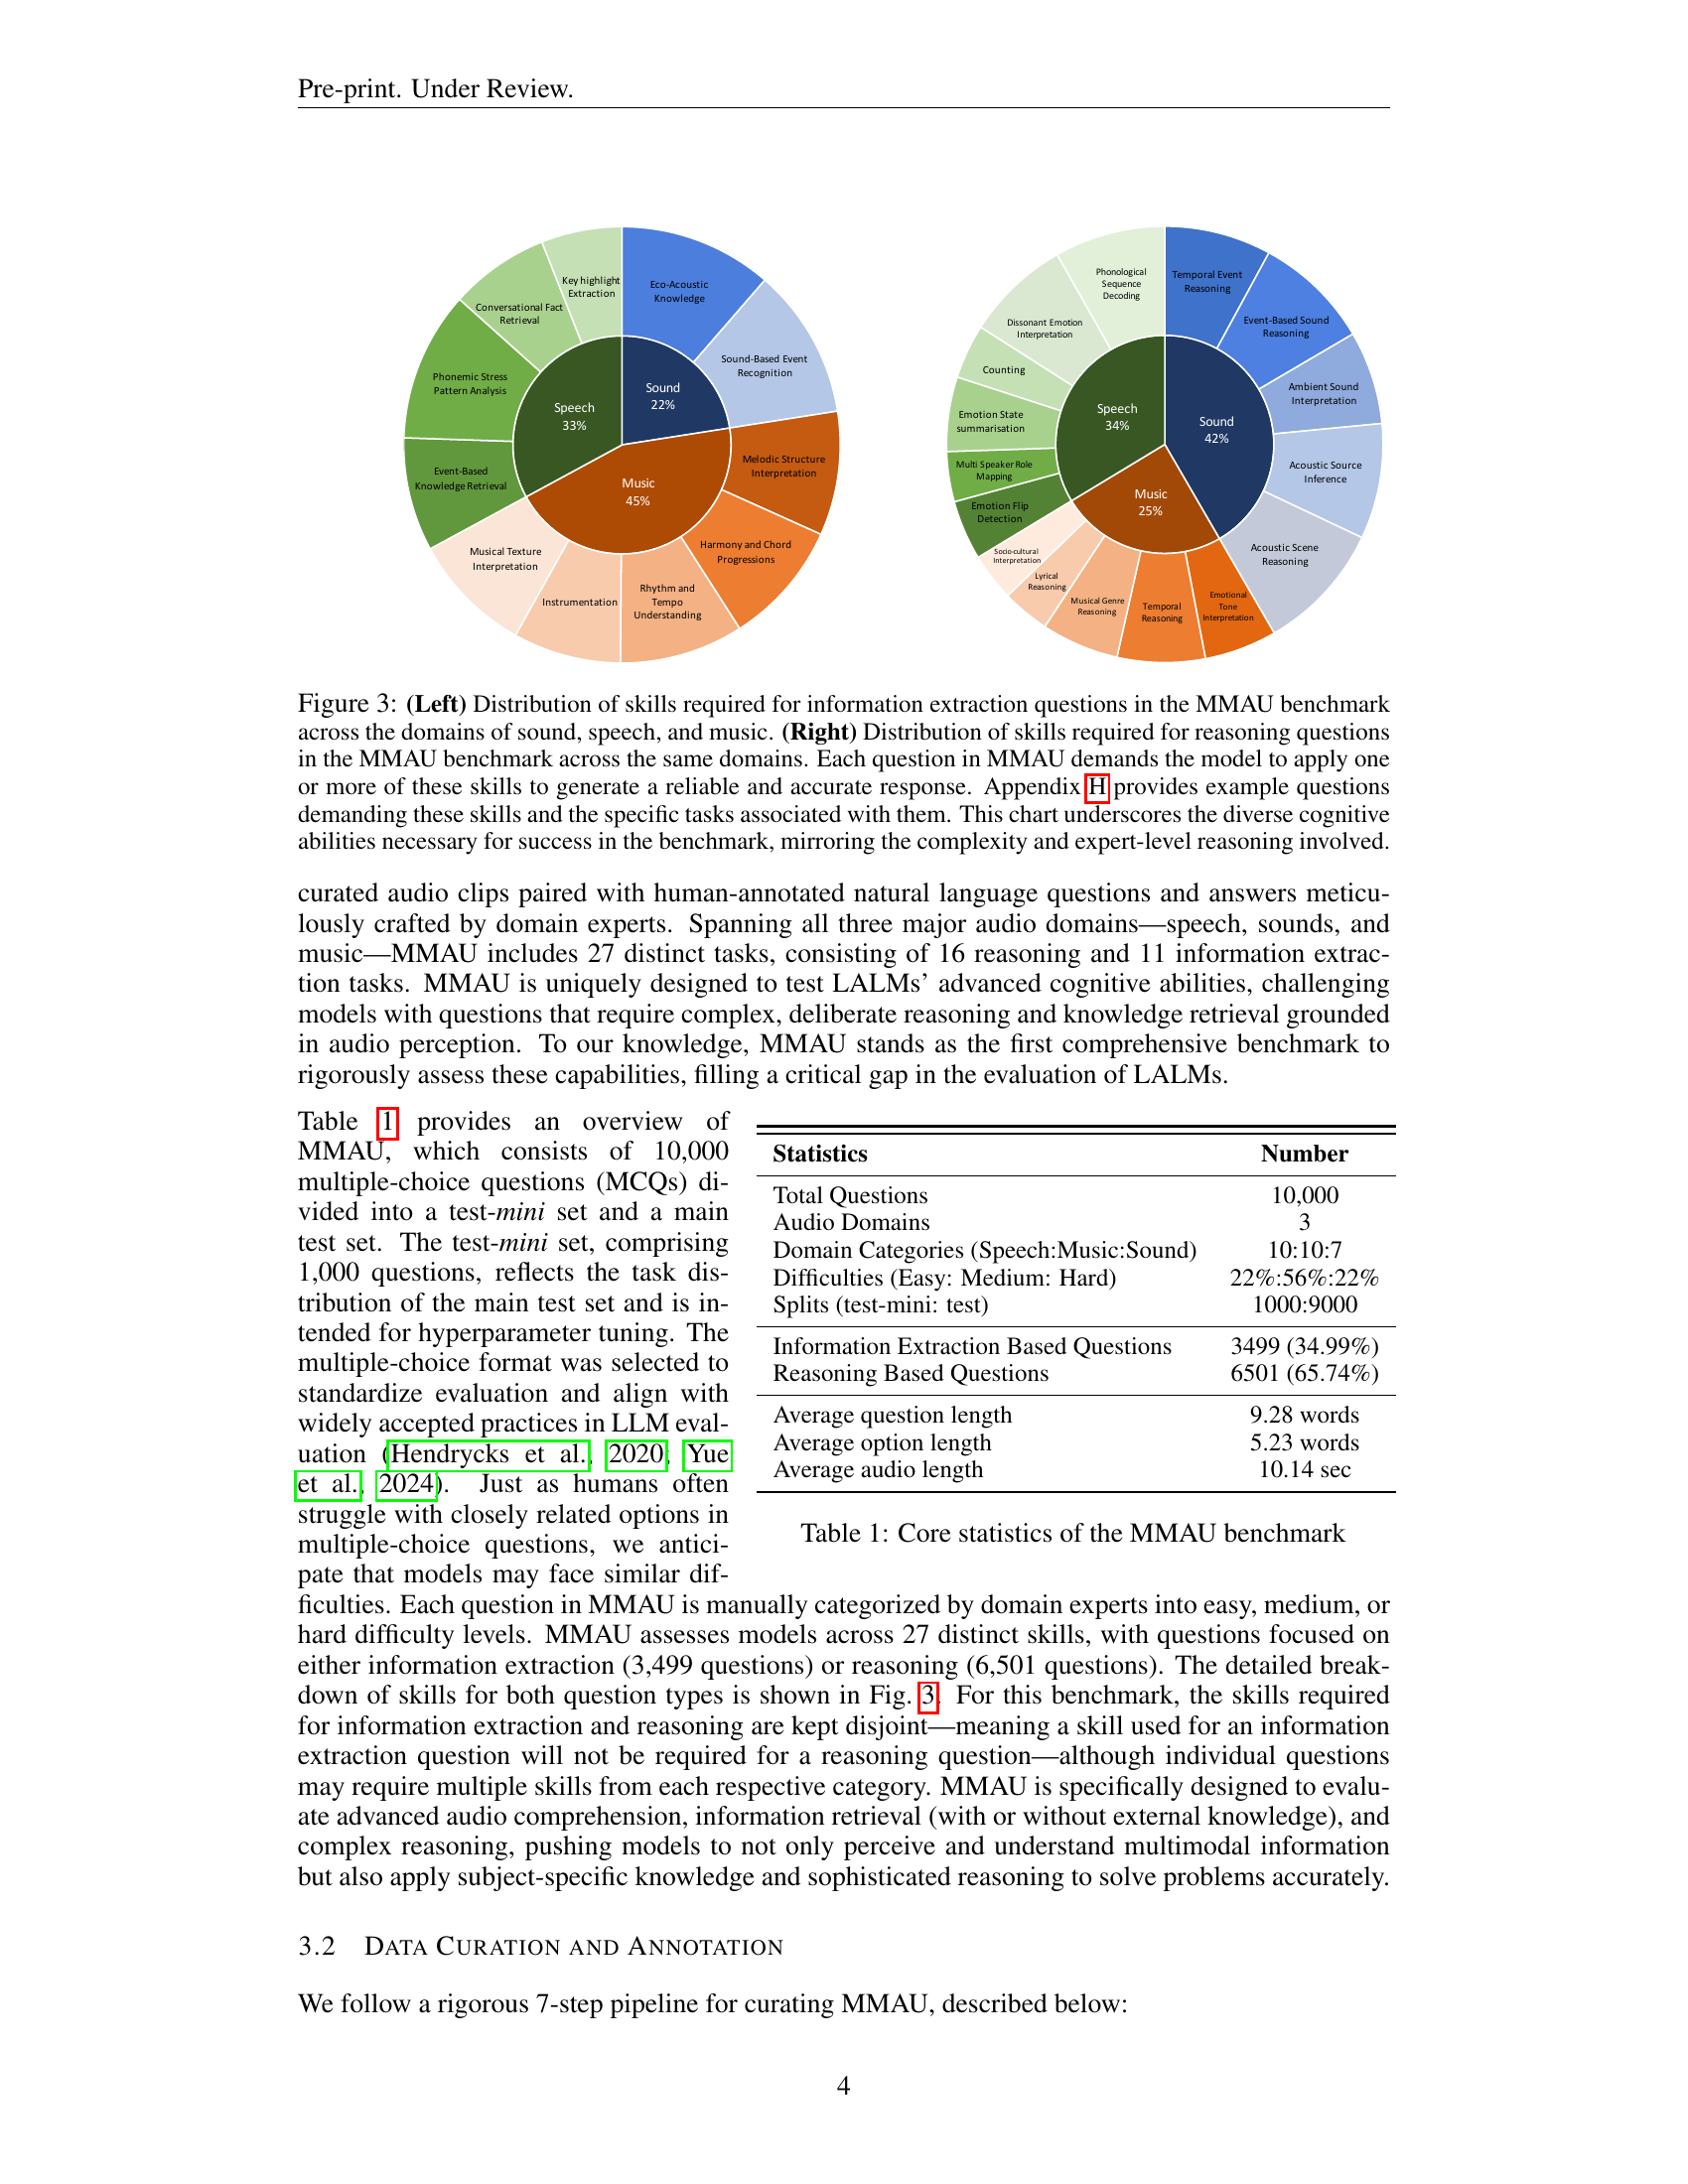 Pre-print. Under Review.
Key highlight
Extraction
Conversational Fact
Retrieval
Phonemic Stress
Pattern Analysis
Event-Based
Knowledge Retrieval
Speech
33%
Eco-Acoustic
Knowledge
Sound-Based Event
Recognition
Sound
22%
Melodic Structure
Interpretation
Harmony and Chord
Progressions
Rhythm and
Tempo
Understanding
Instrumentation
Musical Texture
Interpretation
Music
45%
Phonological
Sequence
Decoding
Dissonant Emotion
Interpretation
Counting
Emotion State
summarisation
Multi Speaker Role
Mapping
Emotion Flip
Detection
Speech
34%
Temporal Event
Reasoning
Event-Based Sound
Reasoning
Ambient Sound
Interpretation
Acoustic Source
Inference
Acoustic Scene
Reasoning
Sound
42%
Socio-cultural
Interpretation
Lyrical
Reasoning
Musical Genre
Reasoning
Temporal
Reasoning
Emotional
Tone
Interpretation
Music
25%
Figure 3: (Left) Distribution of skills required for information extraction questions in the MMAU benchmark
across the domains of sound, speech, and music. (Right) Distribution of skills required for reasoning questions
in the MMAU benchmark across the same domains. Each question in MMAU demands the model to apply one
or more of these skills to generate a reliable and accurate response. Appendix H provides example questions
demanding these skills and the specific tasks associated with them. This chart underscores the diverse cognitive
abilities necessary for success in the benchmark, mirroring the complexity and expert-level reasoning involved.
curated audio clips paired with human-annotated natural language questions and answers meticu-
lously crafted by domain experts. Spanning all three major audio domains—speech, sounds, and
music—MMAU includes 27 distinct tasks, consisting of 16 reasoning and 11 information extrac-
tion tasks. MMAU is uniquely designed to test LALMs' advanced cognitive abilities, challenging
models with questions that require complex, deliberate reasoning and knowledge retrieval grounded
in audio perception. To our knowledge, MMAU stands as the first comprehensive benchmark to
rigorously assess these capabilities, filling a critical gap in the evaluation of LALMs.
Table 1 provides an overview of
MMAU, which consists of 10,000
multiple-choice questions (MCQs) di-
vided into a test-mini set and a main
test set. The test-mini set, comprising
1,000 questions, reflects the task dis-
tribution of the main test set and is in-
tended for hyperparameter tuning. The
multiple-choice format was selected to
standardize evaluation and align with
widely accepted practices in LLM eval-
uation (Hendrycks et al., 2020; Yue
et al., 2024). Just as humans often
struggle with closely related options in
multiple-choice questions, we antici-
pate that models may face similar dif-
Statistics Number
Total Questions 10,000
Audio Domains 3
Domain Categories (Speech:Music:Sound) 10:10:7
Difficulties (Easy: Medium: Hard) 22%:56%:22%
Splits (test-mini: test) 1000:9000
Information Extraction Based Questions 3499 (34.99%)
Reasoning Based Questions 6501 (65.74%)
Average question length 9.28 words
Average option length 5.23 words
Average audio length 10.14 sec
Table 1: Core statistics of the MMAU benchmark
ficulties. Each question in MMAU is manually categorized by domain experts into easy, medium, or
hard difficulty levels. MMAU assesses models across 27 distinct skills, with questions focused on
either information extraction (3,499 questions) or reasoning (6,501 questions). The detailed break-
down of skills for both question types is shown in Fig. 3. For this benchmark, the skills required
for information extraction and reasoning are kept disjoint—meaning a skill used for an information
extraction question will not be required for a reasoning question—although individual questions
may require multiple skills from each respective category. MMAU is specifically designed to evalu-
ate advanced audio comprehension, information retrieval (with or without external knowledge), and
complex reasoning, pushing models to not only perceive and understand multimodal information
but also apply subject-specific knowledge and sophisticated reasoning to solve problems accurately.
3.2 DATA CURATION AND ANNOTATION
We follow a rigorous 7-step pipeline for curating MMAU, described below:
4